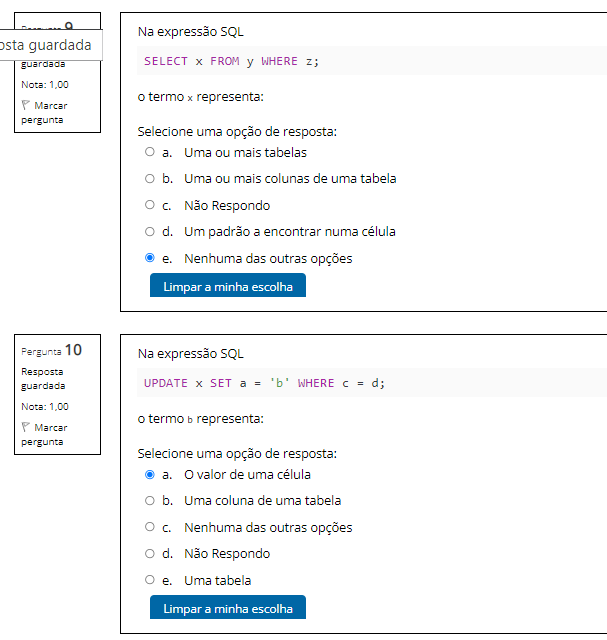 9
osta guardada
guardada
Nota: 1,00
Marcar
pergunta
Na expressão SQL
SELECT x FROM y WHERE z;
o termo x representa:
Selecione uma opção de resposta:
a. Uma ou mais tabelas
b. Uma ou mais colunas de uma tabela
c. Não Respondo
d. Um padrão a encontrar numa célula
e. Nenhuma das outras opções
Limpar a minha escolha
Pergunta 10
Resposta
guardada
Nota: 1,00
Marcar
pergunta
Na expressão SQL
UPDATE x SET a = 'b' WHERE c = d;
o termo b representa:
Selecione uma opção de resposta:
a. O valor de uma célula
b. Uma coluna de uma tabela
c. Nenhuma das outras opções
d. Não Respondo
e. Uma tabela
Limpar a minha escolha